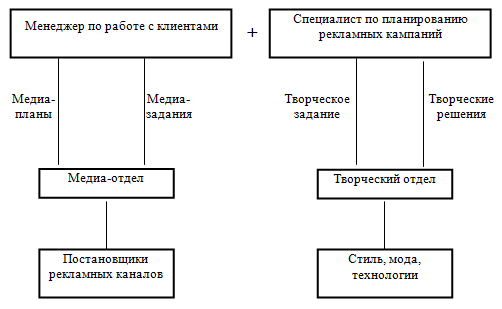 Менеджер по работе с клиентами
+
Специалист по планированию
рекламных кампаний
Медиа-
планы
Медиа-
задания
Творческое
задание
Творческие
решения
Медиа-отдел
Творческий отдел
Постановщики
рекламных каналов
Стиль, мода,
технологии